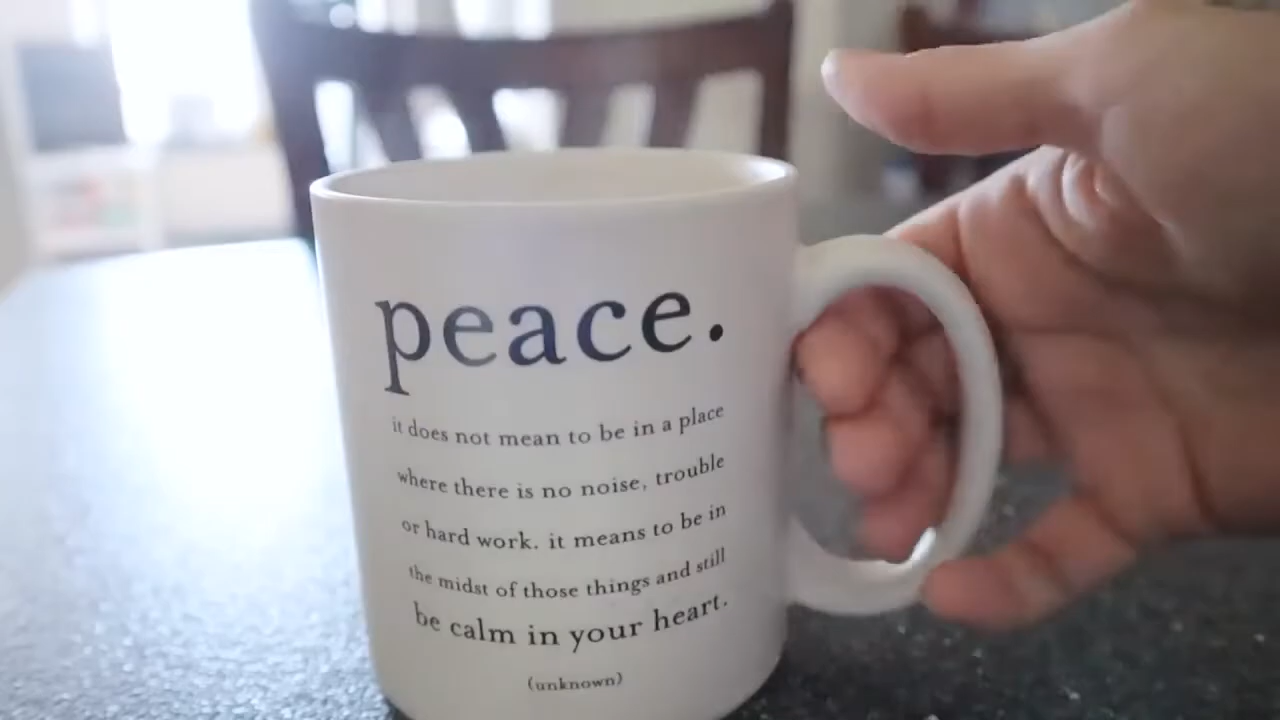 peace.
it does not mean to be in a place
where there is no noise, trouble
or hard work. it means to be in
the midst of those things and still
be calm in your heart.
(unknown)